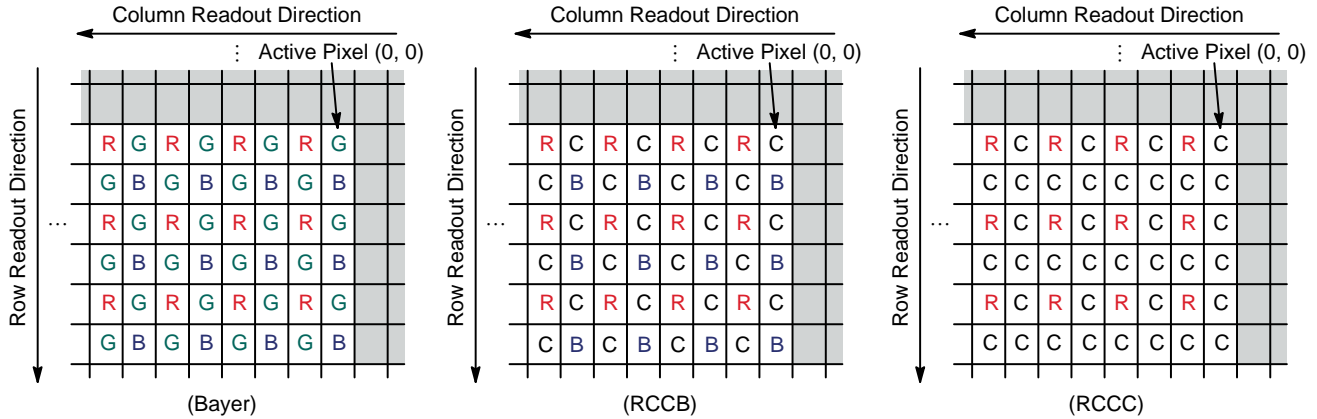 Column Readout Direction
Active Pixel (0, 0)
Row Readout Direction
R G R G R G R G
G B G B G B G B
R G R G R G R G
G B G B G B G B
R G R G R G R G
G B G B G B G B
(Bayer)
Column Readout Direction
Active Pixel (0, 0)
Row Readout Direction
R C R C R C R C
C B C B C B C B
R C R C R C R C
C B C B C B C B
R C R C R C R C
C B C B C B C B
(RCCB)
Column Readout Direction
Active Pixel (0, 0)
Row Readout Direction
R C R C R C R C
C C C C C C C C
R C R C R C R C
C C C C C C C C
R C R C R C R C
C C C C C C C C
(RCCC)